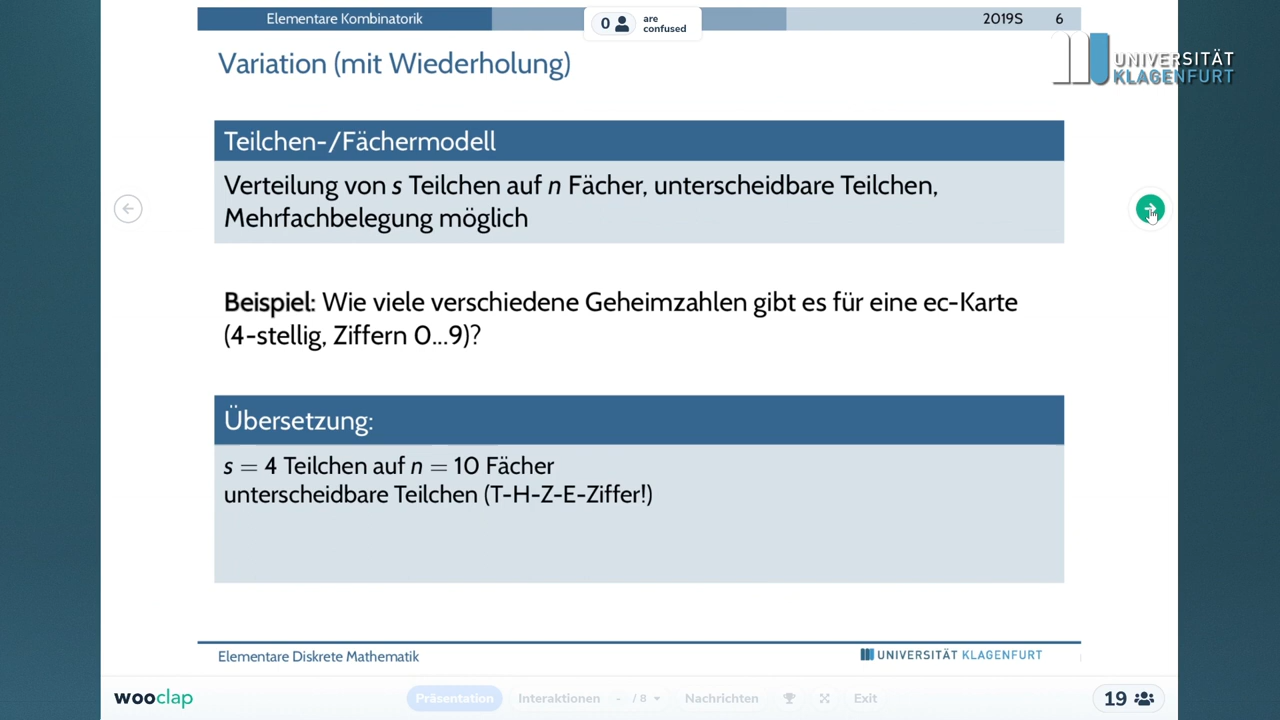 Elementare Kombinatorik
0 are confused
2019S 6
Variation (mit Wiederholung)
UNIVERSITÄT
KLAGENFURT
Teilchen-/Fächermodell
Verteilung von s Teilchen auf n Fächer, unterscheidbare Teilchen,
Mehrfachbelegung möglich
Beispiel: Wie viele verschiedene Geheimzahlen gibt es für eine ec-Karte
(4-stellig, Ziffern 0...9)?
Übersetzung:
s = 4 Teilchen auf n = 10 Fächer
unterscheidbare Teilchen (T-H-Z-E-Ziffer!)
Elementare Diskrete Mathematik
UNIVERSITÄT KLAGENFURT
wooclap
Präsentation Interaktionen - / 8 Nachrichten Exit
19